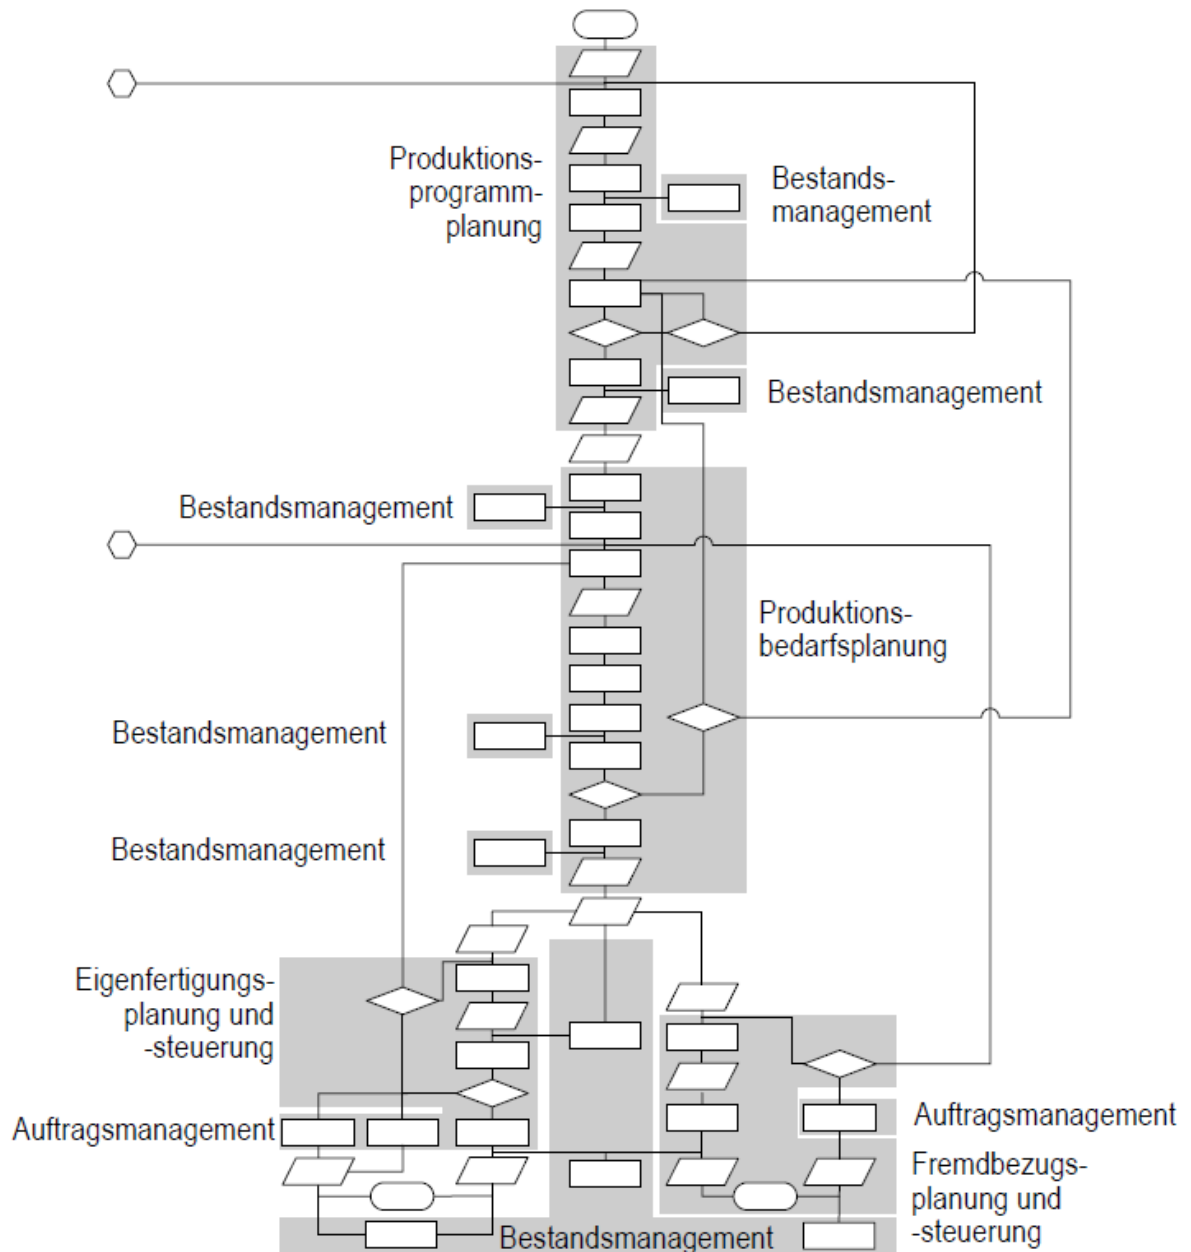 Produktions-
programm-
planung
Bestands-
management
Bestandsmanagement
Bestandsmanagement
Produktions-
bedarfsplanung
Bestandsmanagement
Bestandsmanagement
Eigenfertigungs-
planung und
-steuerung
Auftragsmanagement
Auftragsmanagement
Fremdbezugs-
planung und
-steuerung
Bestandsmanagement